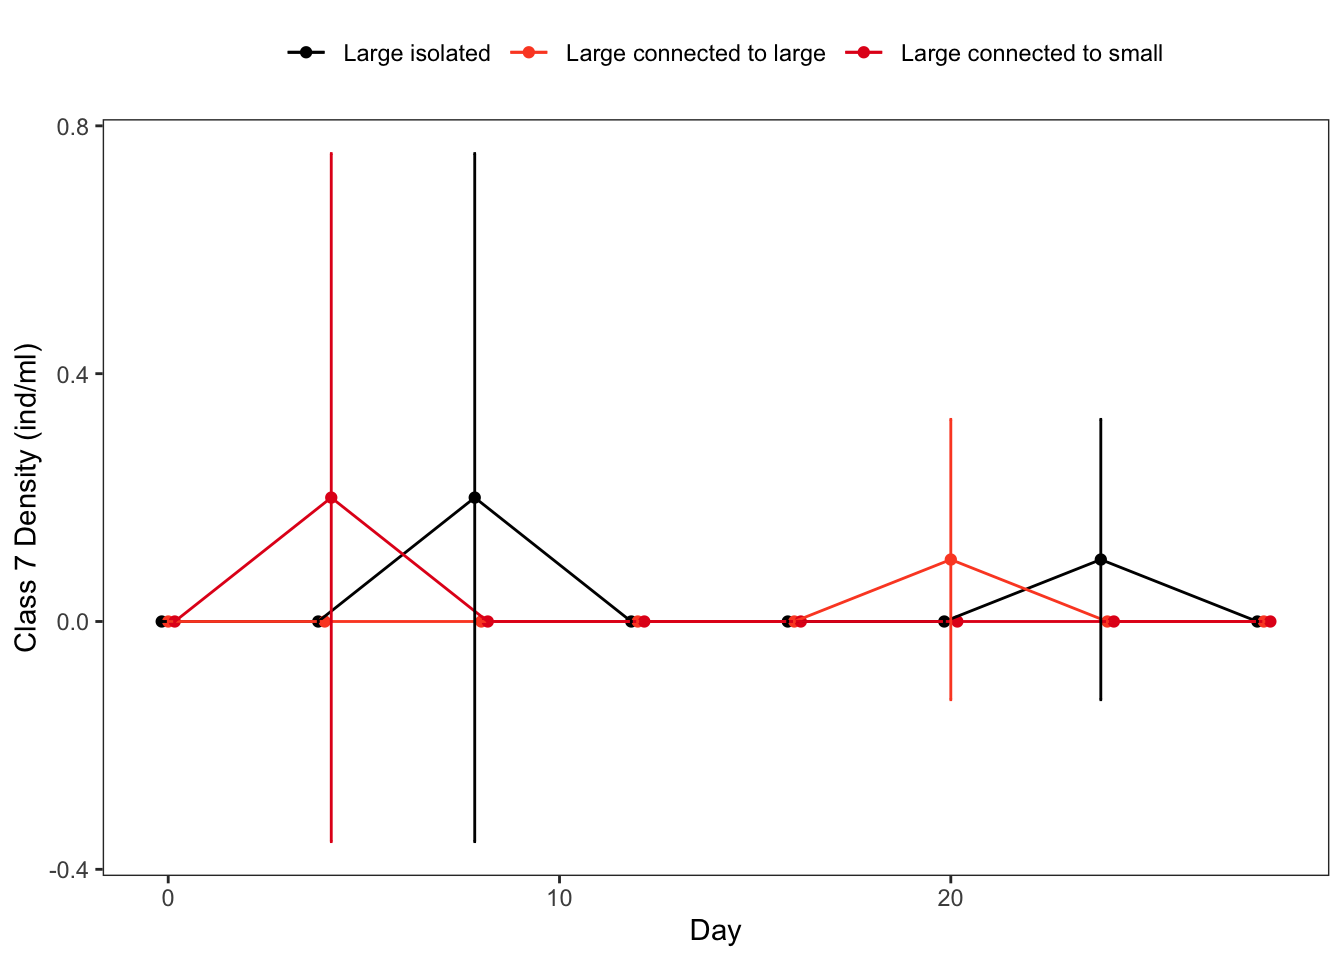 Large isolated Large connected to large Large connected to small
0.8
0.4
0.0
-0.4
Class 7 Density (ind/ml)
0 10 20
Day